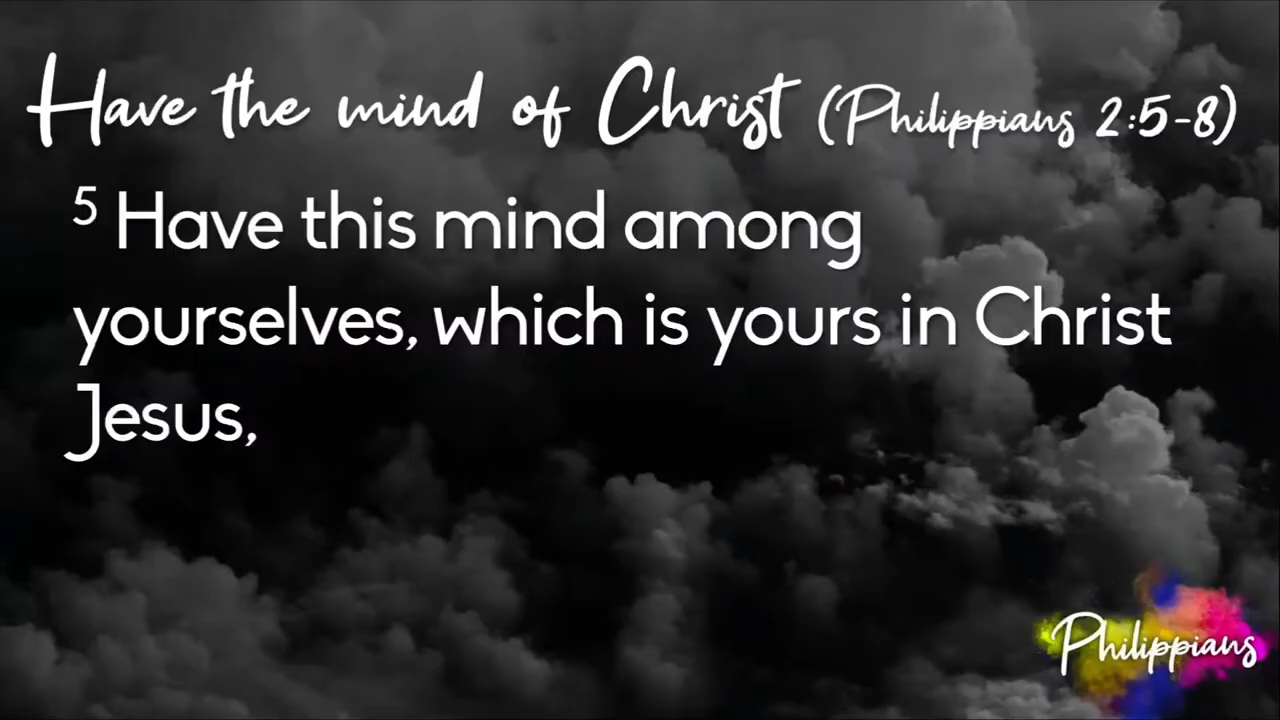 Have the mind of Christ (Philippians 2:5-8)
5 Have this mind among
yourselves, which is yours in Christ
Jesus,
Philippians